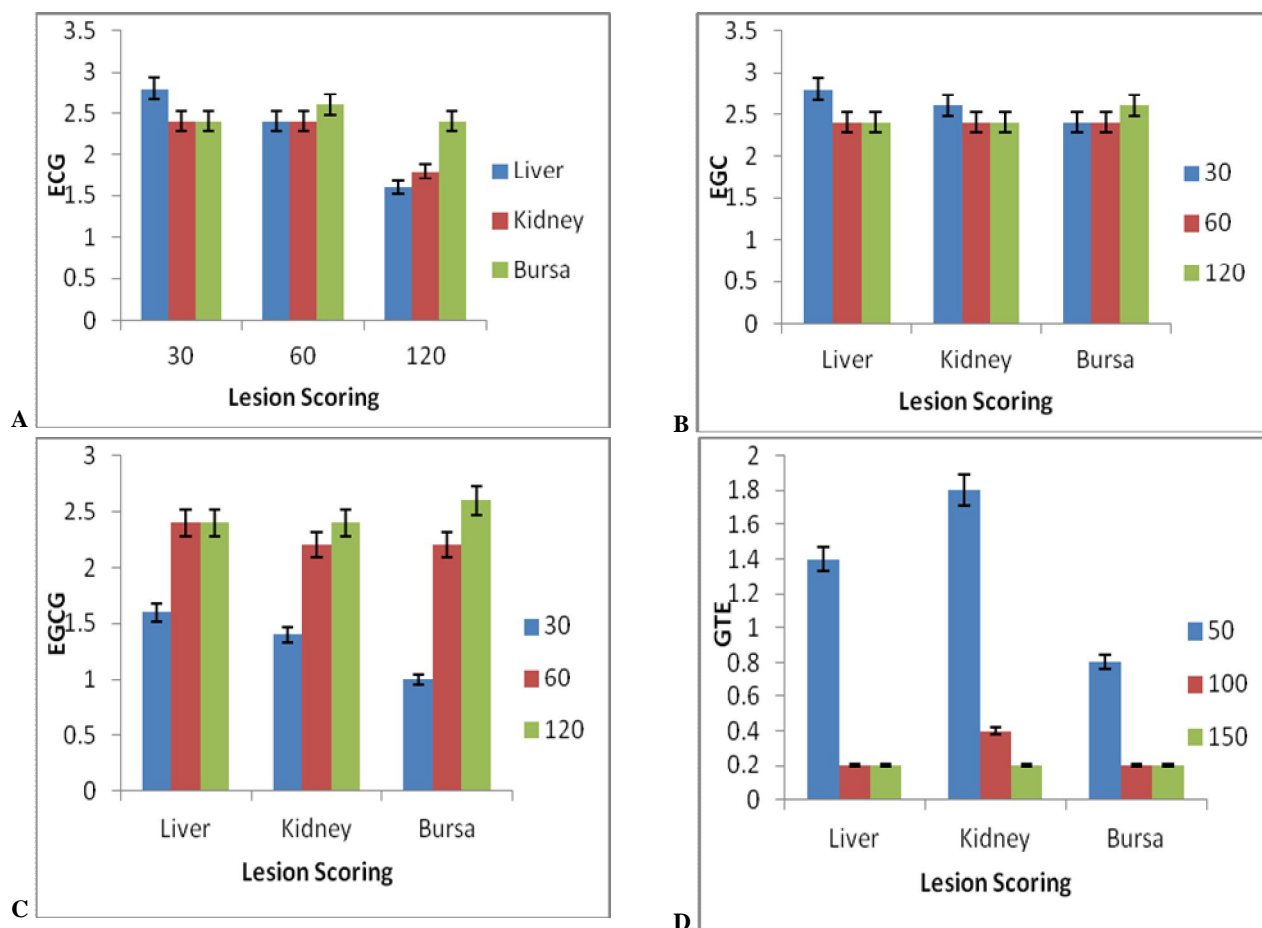 3.5
3
2.5
2
1.5
1
0.5
0
ECG
30 60 120
Lesion Scoring
Liver
Kidney
Bursa
A
3.5
3
2.5
2
1.5
1
0.5
0
EGC
Liver Kidney Bursa
Lesion Scoring
30
60
120
B
3
2.5
2
1.5
1
0.5
0
EGCG
Liver Kidney Bursa
Lesion Scoring
30
60
120
C
2
1.8
1.6
1.4
1.2
1
0.8
0.6
0.4
0.2
0
GTE
Liver Kidney Bursa
Lesion Scoring
50
100
150
D